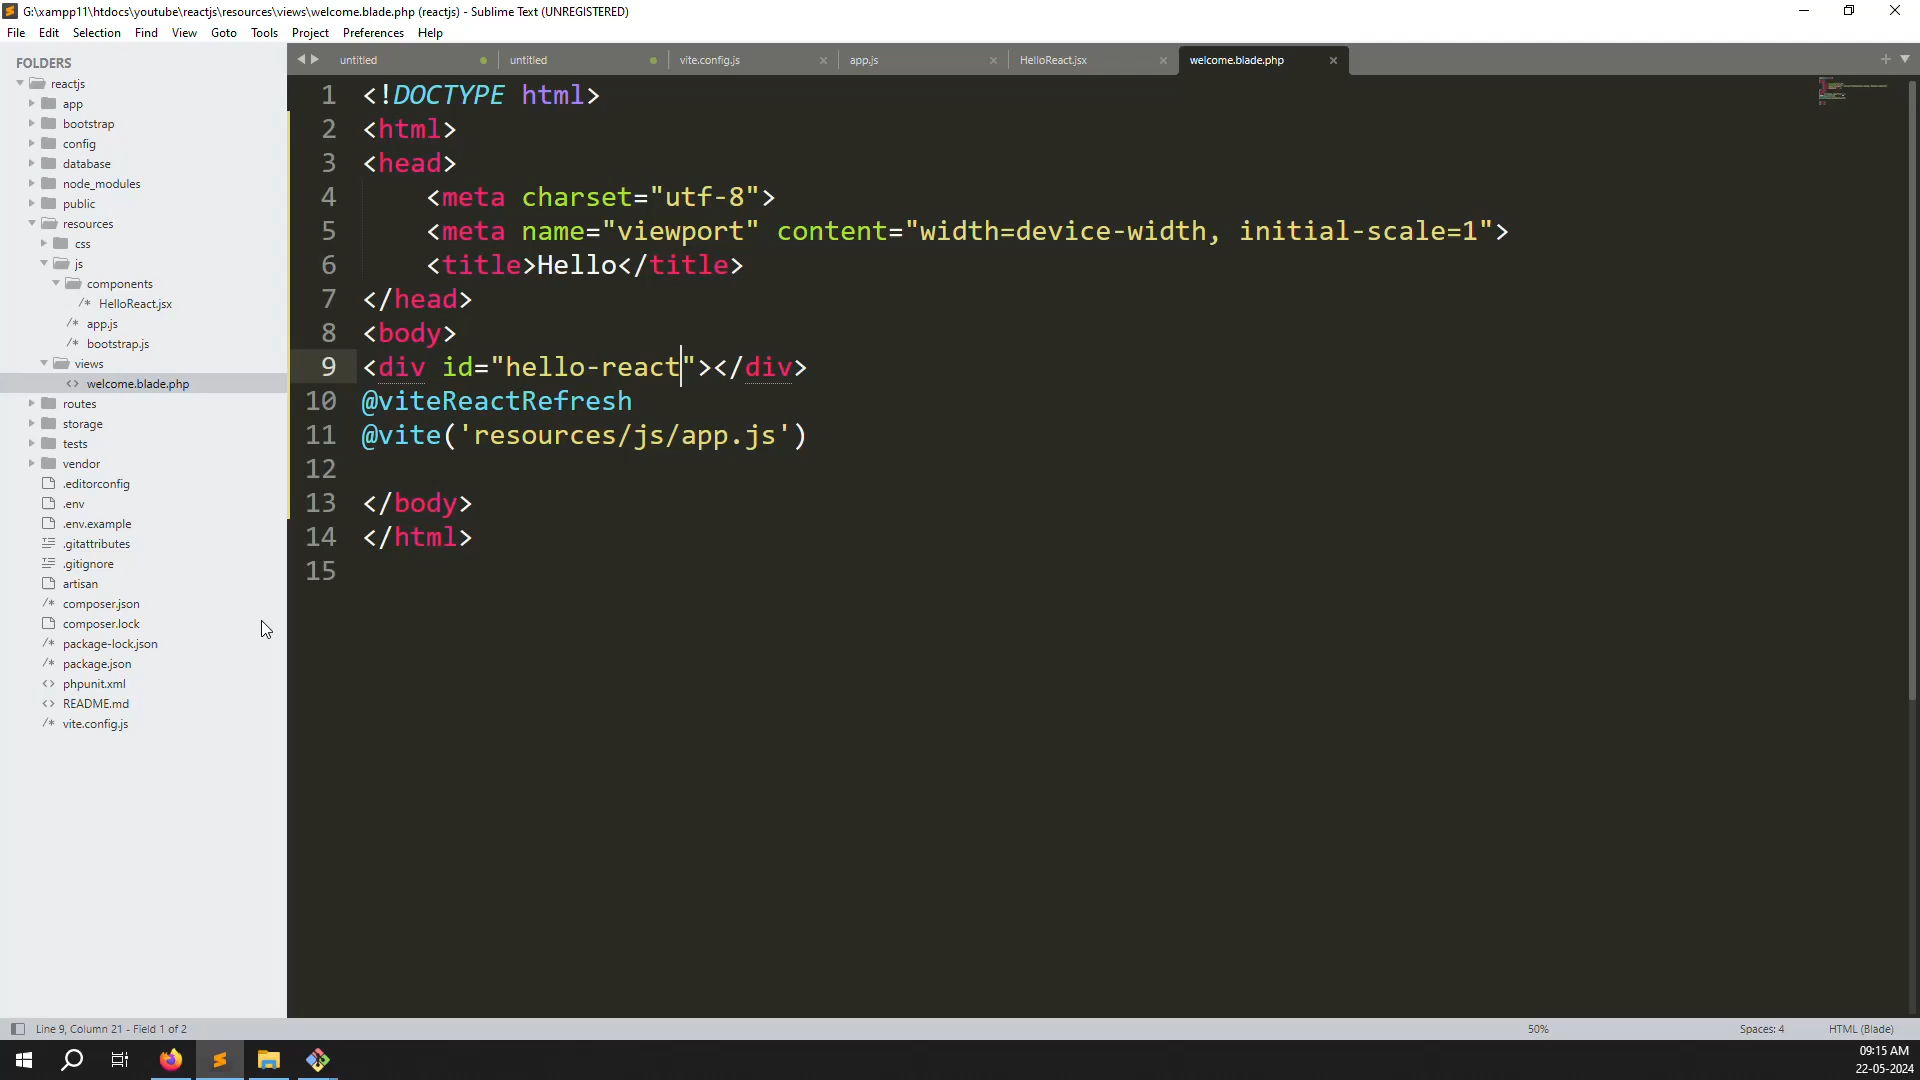 G:\xampp11\htdocs\youtube\reactjs\resources\views\welcome.blade.php (reactjs) - Sublime Text (UNREGISTERED)
File Edit Selection Find View Goto Tools Project Preferences Help
FOLDERS
reactjs
app
bootstrap
config
database
node_modules
public
resources
css
js
components
/* HelloReact.jsx
/* app.js
/* bootstrap.js
views
<> welcome.blade.php
routes
storage
tests
vendor
.editorconfig
.env
.env.example
.gitattributes
.gitignore
artisan
/* composer.json
composer.lock
/* package-lock.json
/* package.json
<> phpunit.xml
<> README.md
/* vite.config.js
untitled untitled vite.config.js app.js HelloReact.jsx welcome.blade.php
1 <!DOCTYPE html>
2 <html>
3 <head>
4     <meta charset="utf-8">
5     <meta name="viewport" content="width=device-width, initial-scale=1">
6     <title>Hello</title>
7 </head>
8 <body>
9 <div id="hello-react"></div>
10 @viteReactRefresh
11 @vite('resources/js/app.js')
12
13 </body>
14 </html>
15
Line 9, Column 21 - Field 1 of 2 50% Spaces: 4 HTML (Blade)
09:15 AM
22-05-2024